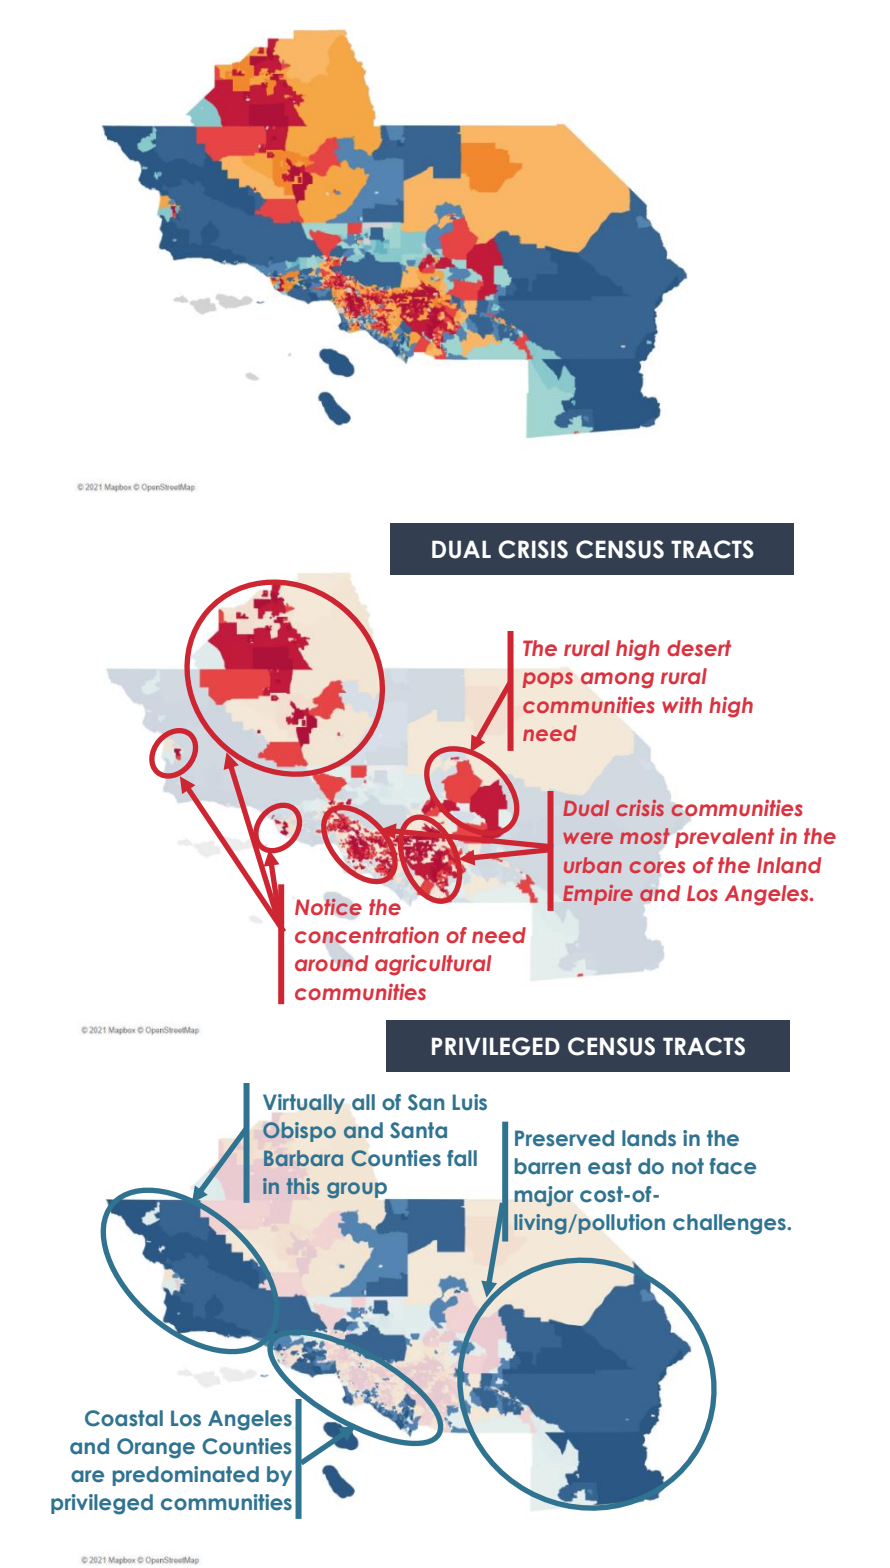 © 2021 Mapbox © OpenStreetMap
DUAL CRISIS CENSUS TRACTS
The rural high desert
pops among rural
communities with high
need
Dual crisis communities
were most prevalent in the
urban cores of the Inland
Empire and Los Angeles.
Notice the
concentration of need
around agricultural
communities
© 2021 Mapbox © OpenStreetMap
PRIVILEGED CENSUS TRACTS
Virtually all of San Luis
Obispo and Santa
Barbara Counties fall
in this group
Preserved lands in the
barren east do not face
major cost-of-
living/pollution challenges.
Coastal Los Angeles
and Orange Counties
are predominated by
privileged communities
© 2021 Mapbox © OpenStreetMap